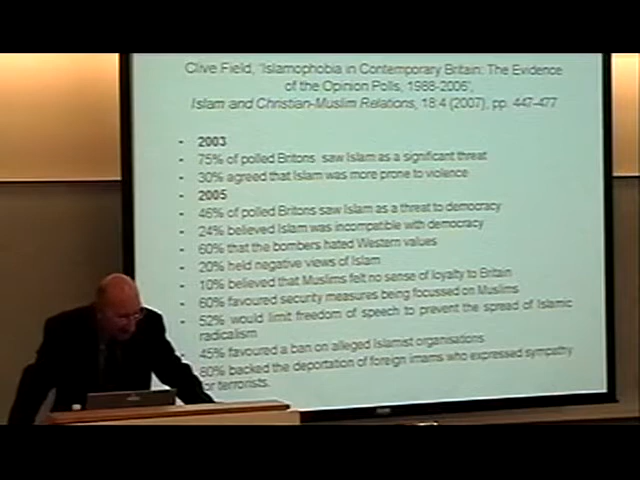 Clive Field, 'Islamophobia in Contemporary Britain: The Evidence
of the Opinion Polls, 1988-2006',
Islam and Christian-Muslim Relations, 18:4 (2007), pp. 447-477
- 2003
- 75% of polled Britons saw Islam as a significant threat
- 30% agreed that Islam was more prone to violence
- 2005
- 46% of polled Britons saw Islam as a threat to democracy
- 24% believed Islam was incompatible with democracy
- 60% that the bombers hated Western values
- 20% held negative views of Islam
- 10% believed that Muslims felt no sense of loyalty to Britain
- 60% favoured security measures being focussed on Muslims
- 52% would limit freedom of speech to prevent the spread of Islamic
radicalism
- 45% favoured a ban on alleged Islamist organisations
- 60% backed the deportation of foreign imams who expressed sympathy
for terrorists.